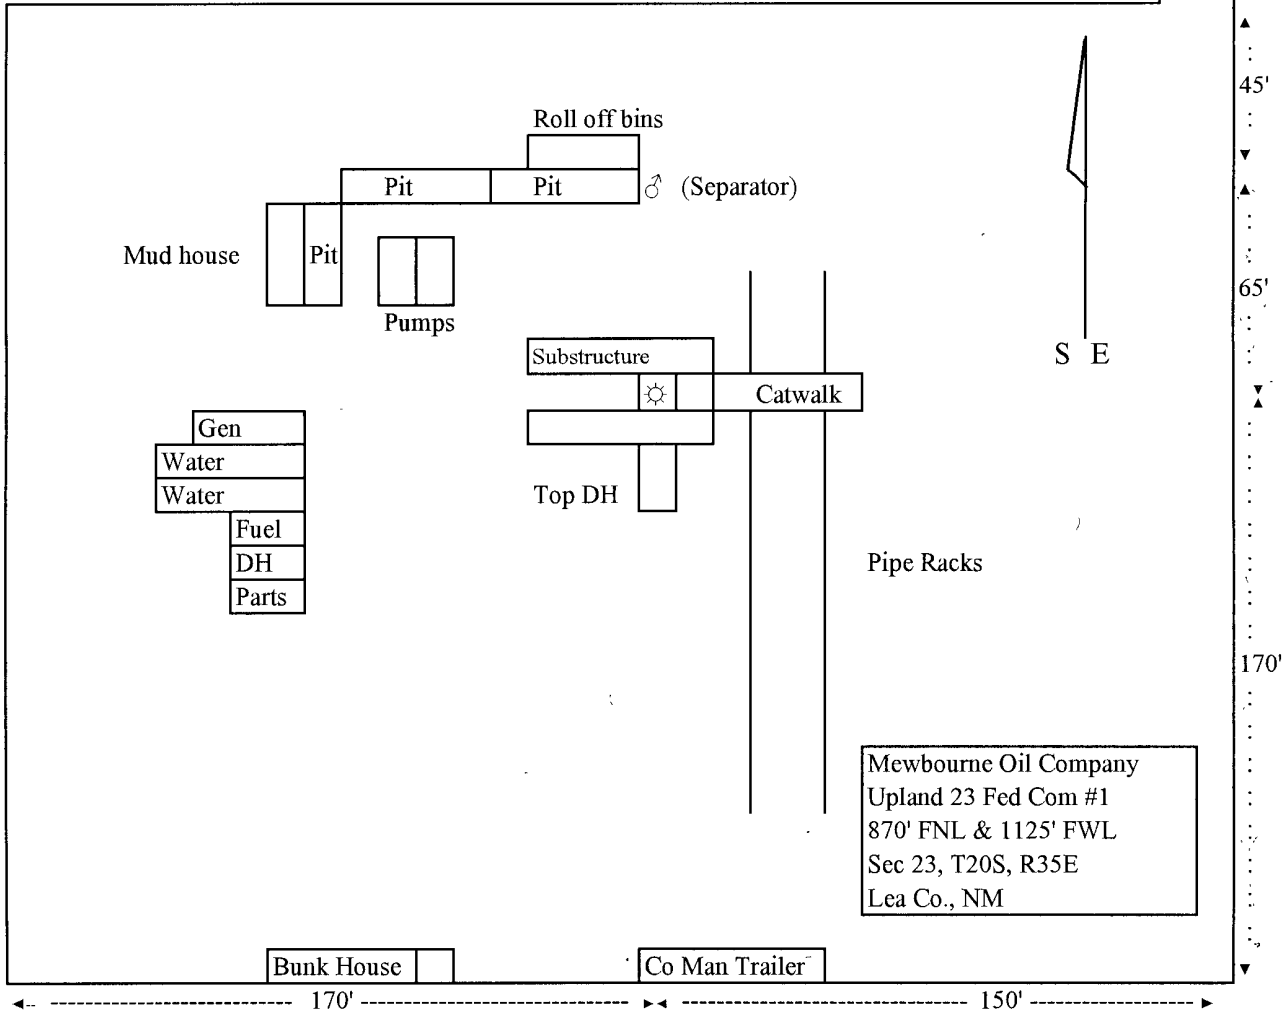 45'
Roll off bins
Pit Pit
(Separator)
Mud house
Pit
65'
Pumps
S E
Substructure
Catwalk
Gen
Water
Water
Top DH
Fuel
DH
Pipe Racks
Parts
170'
Mewbourne Oil Company
Upland 23 Fed Com #1
870' FNL & 1125' FWL
Sec 23, T20S, R35E
Lea Co., NM
Bunk House
Co Man Trailer
170'
150'